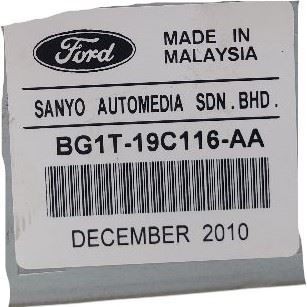 Ford
MADE IN
MALAYSIA
SANYO AUTOMEDIA SDN . BHD .
BG1T-19C116-AA
DECEMBER 2010